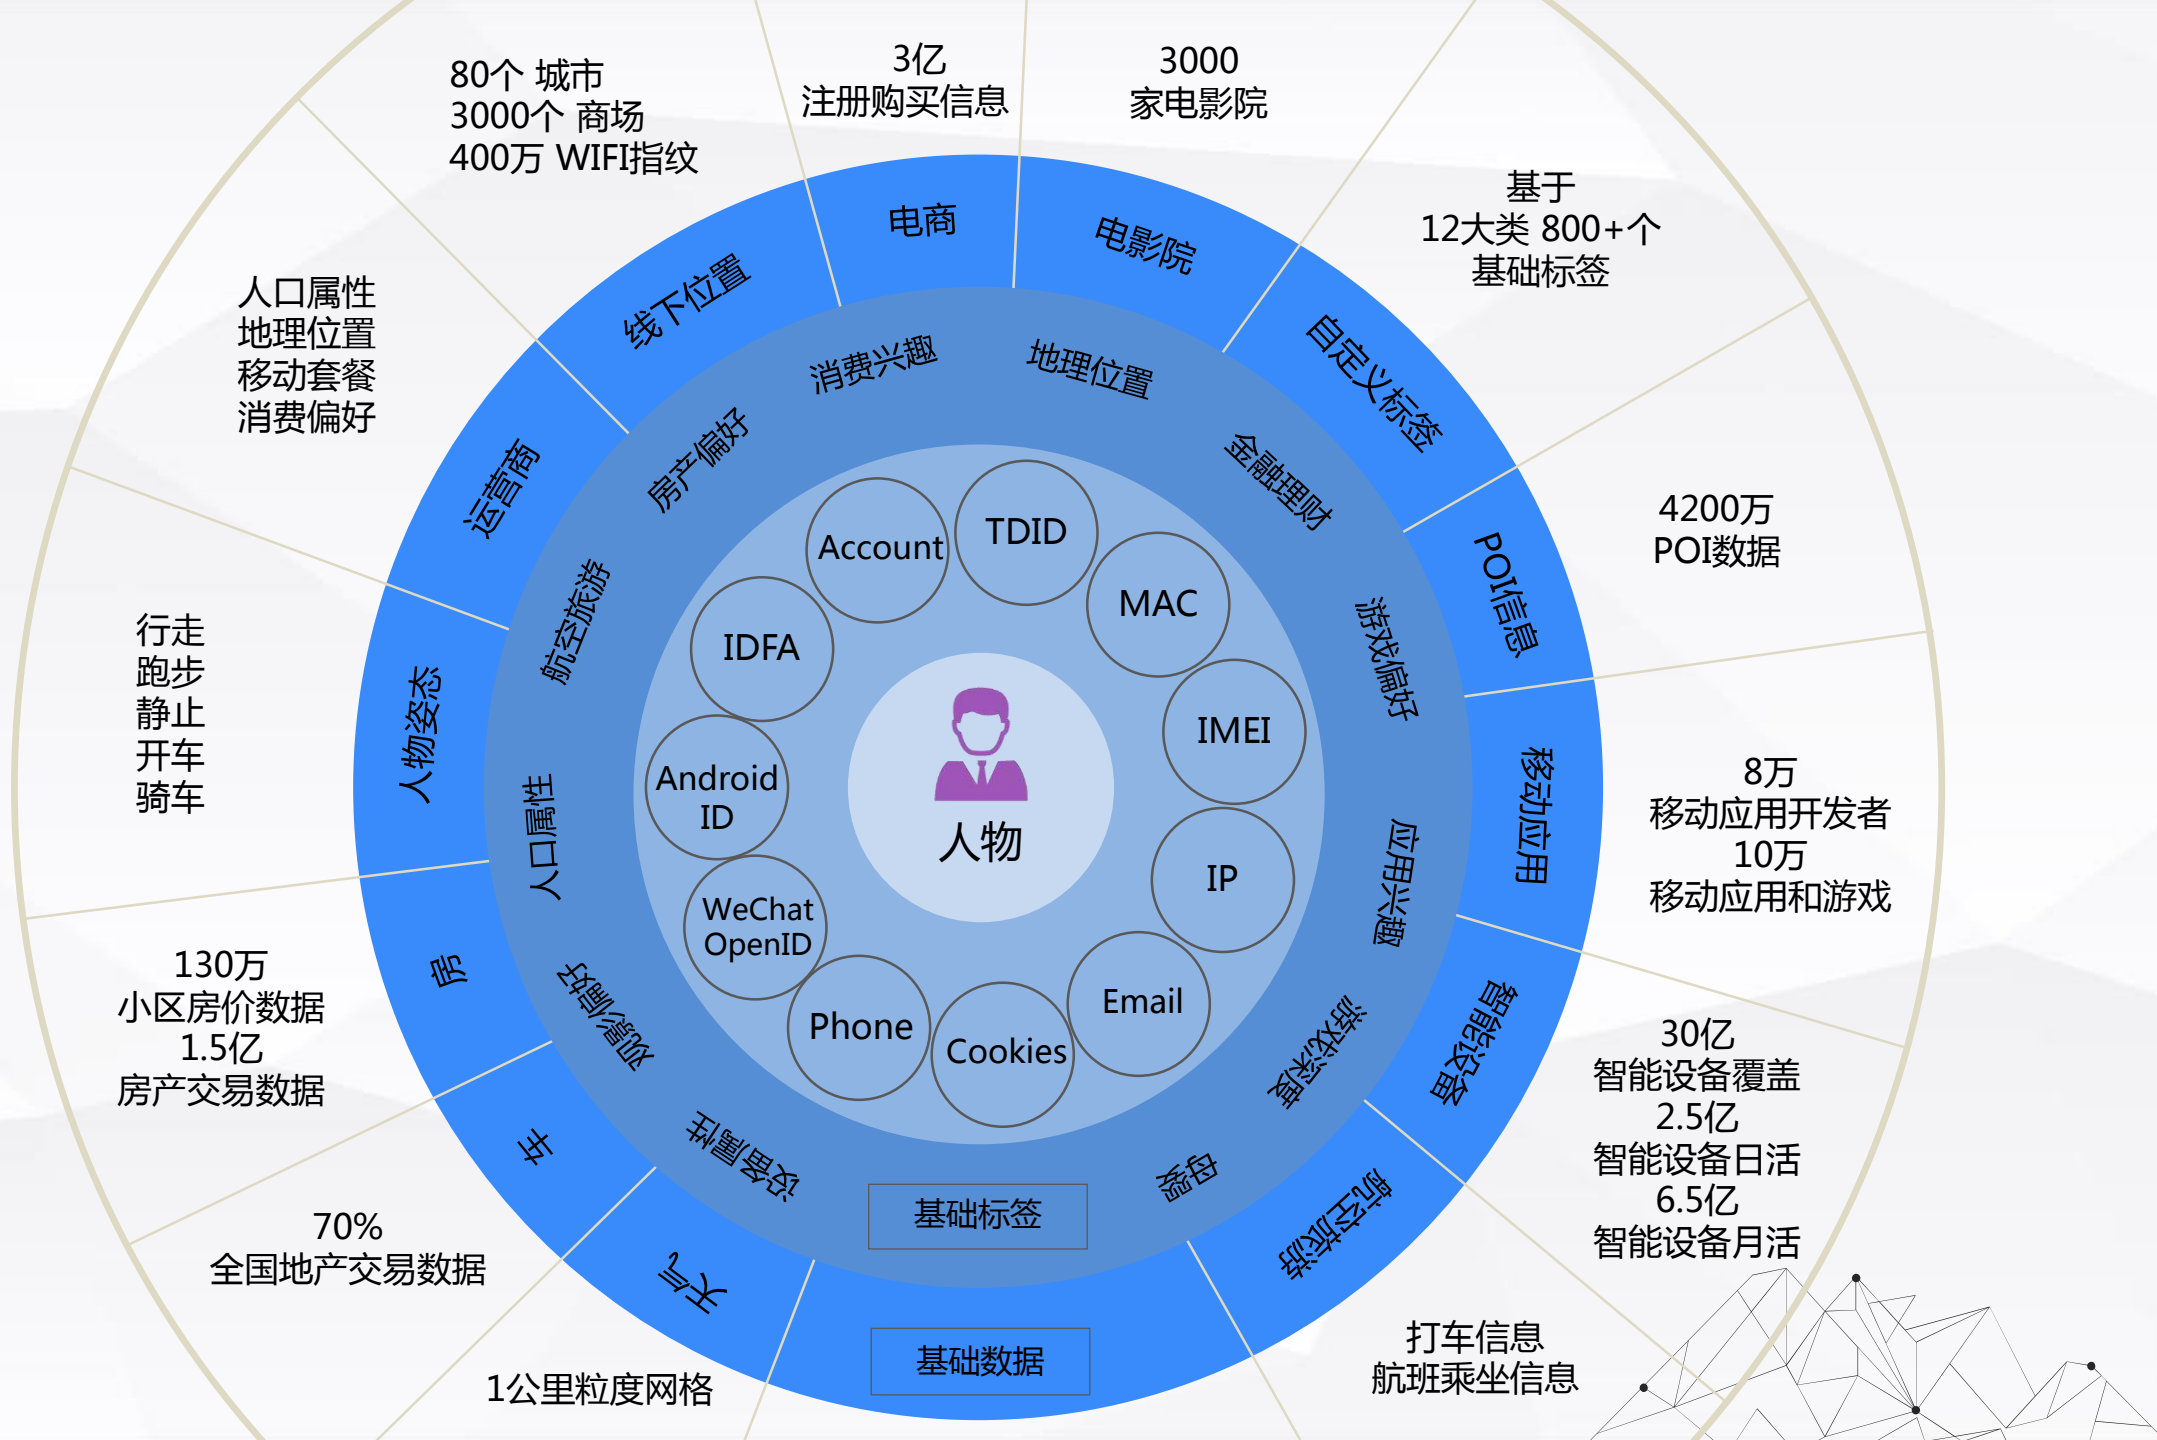 80个 城市
3000个 商场
400万 WIFI指纹
3亿
注册购买信息
3000
家电影院
基于
12大类 800+个
基础标签
4200万
POI数据
8万
移动应用开发者
10万
移动应用和游戏
30亿
智能设备覆盖
2.5亿
智能设备日活
6.5亿
智能设备月活
打车信息
航班乘坐信息
1公里粒度网格
70%
全国地产交易数据
130万
小区房价数据
1.5亿
房产交易数据
行走
跑步
静止
开车
骑车
人口属性
地理位置
移动套餐
消费偏好
线下位置
电商
电影院
自定义标签
POI信息
移动应用
智能设备
航空旅游
基础数据
天气
车
房
人物姿态
运营商
消费兴趣
地理位置
金融理财
游戏偏好
应用兴趣
游戏深度
母婴
基础标签
设备属性
观影偏好
人口属性
航空旅游
房产偏好
Account
TDID
MAC
IMEI
IP
Email
Cookies
Phone
WeChat
OpenID
Android
ID
IDFA
人物